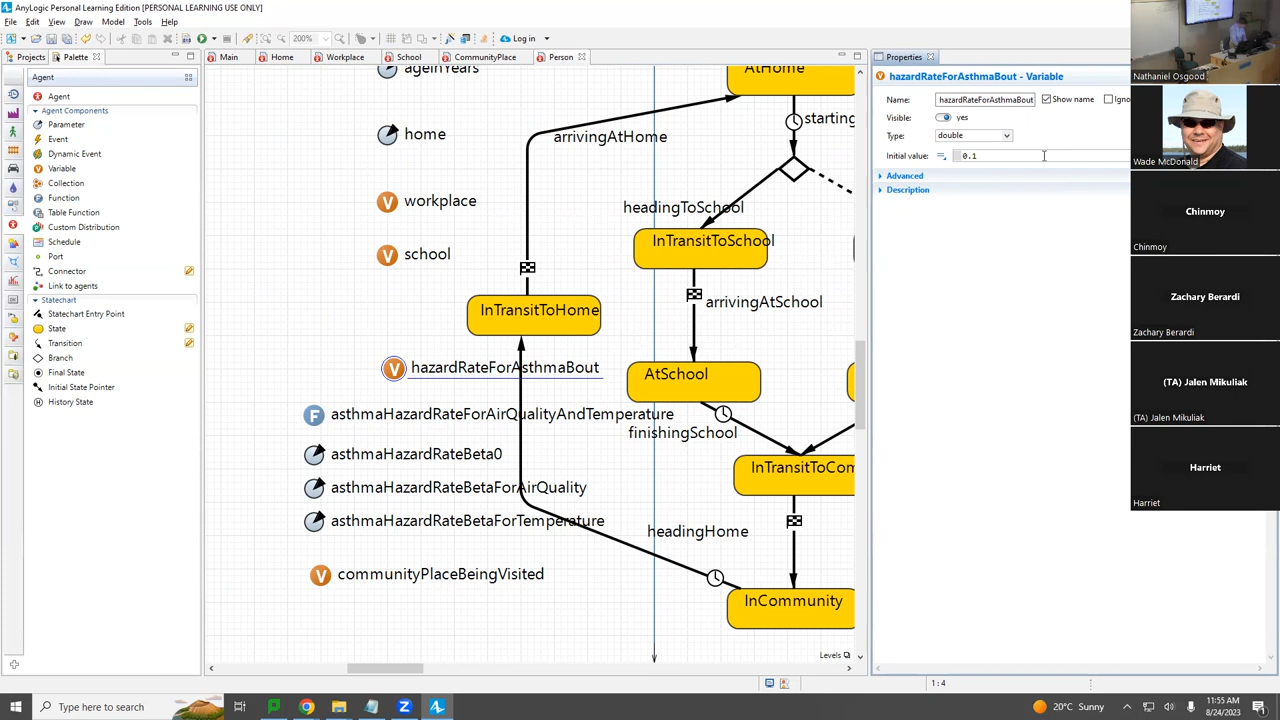 AnyLogic Personal Learning Edition [PERSONAL LEARNING USE ONLY]
File Edit View Draw Model Tools Help
200%
Log in
Projects
Palette
Main
Home
Workplace
School
CommunityPlace
Person
Properties
Agent
Agent
Agent Components
Parameter
Event
Dynamic Event
Variable
Collection
Function
Table Function
Custom Distribution
Schedule
Port
Connector
Link to agents
Statechart
Statechart Entry Point
State
Transition
Branch
Final State
Initial State Pointer
History State
ageInYears
home
workplace
school
hazardRateForAsthmaBout
asthmaHazardRateForAirQualityAndTemperature
asthmaHazardRateBeta0
asthmaHazardRateBetaForAirQuality
asthmaHazardRateBetaForTemperature
communityPlaceBeingVisited
AtHome
starting
arrivingAtHome
headingToSchool
InTransitToSchool
arrivingAtSchool
InTransitToHome
AtSchool
finishingSchool
InTransitToCom
headingHome
InCommunity
Levels
hazardRateForAsthmaBout - Variable
Name: hazardRateForAsthmaBout Show name Igno
Visible: yes
Type: double
Initial value: 0.1
Advanced
Description
1:4
Nathaniel Osgood
Wade McDonald
Chinmoy
Chinmoy
Zachary Berardi
Zachary Berardi
(TA) Jalen Mikuliak
(TA) Jalen Mikuliak
Harriet
Harriet
Type here to search
20°C Sunny
11:55 AM
8/24/2023
1